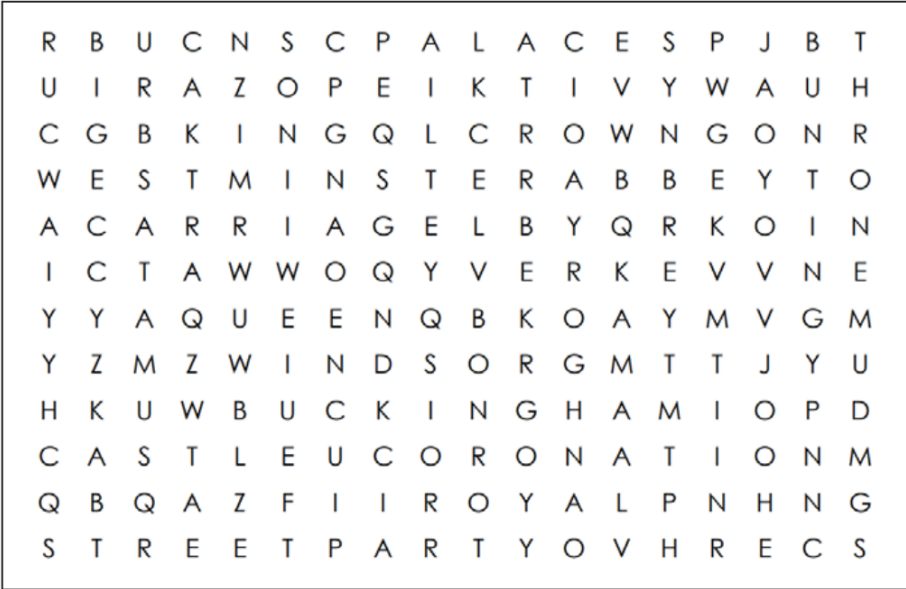 R B U C N S C P A L A C E S P J B T
U I R A Z O P E I K T I V Y W A U H
C G B K I N G Q L C R O W N G O N R
W E S T M I N S T E R A B B E Y T O
A C A R R I A G E L B Y Q R K O I N
I C T A W W O Q Y V E R K E V V N E
Y Y A Q U E E N Q B K O A Y M V G M
Y Z M Z W I N D S O R G M T T J Y U
H K U W B U C K I N G H A M I O P D
C A S T L E U C O R O N A T I O N M
Q B Q A Z F I I R O Y A L P N H N G
S T R E E T P A R T Y O V H R E C S